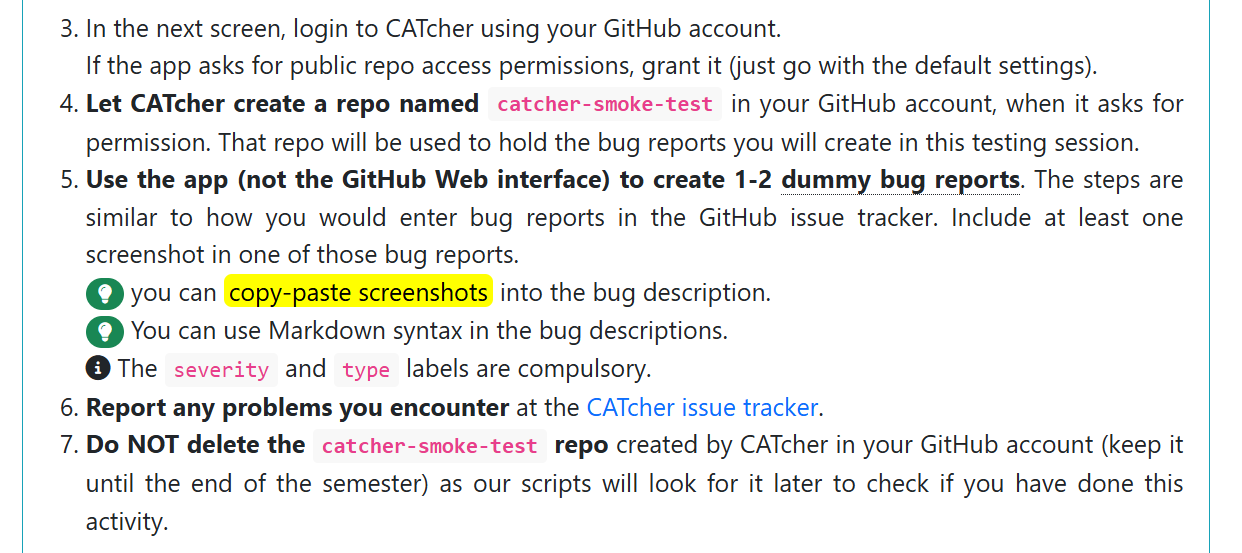 3. In the next screen, login to CATcher using your GitHub account.
If the app asks for public repo access permissions, grant it (just go with the default settings).
4. Let CATcher create a repo named catcher-smoke-test in your GitHub account, when it asks for
permission. That repo will be used to hold the bug reports you will create in this testing session.
5. Use the app (not the GitHub Web interface) to create 1-2 dummy bug reports. The steps are
similar to how you would enter bug reports in the GitHub issue tracker. Include at least one
screenshot in one of those bug reports.
you can copy-paste screenshots into the bug description.
You can use Markdown syntax in the bug descriptions.
The severity and type labels are compulsory.
6. Report any problems you encounter at the CATcher issue tracker.
7. Do NOT delete the catcher-smoke-test repo created by CATcher in your GitHub account (keep it
until the end of the semester) as our scripts will look for it later to check if you have done this
activity.